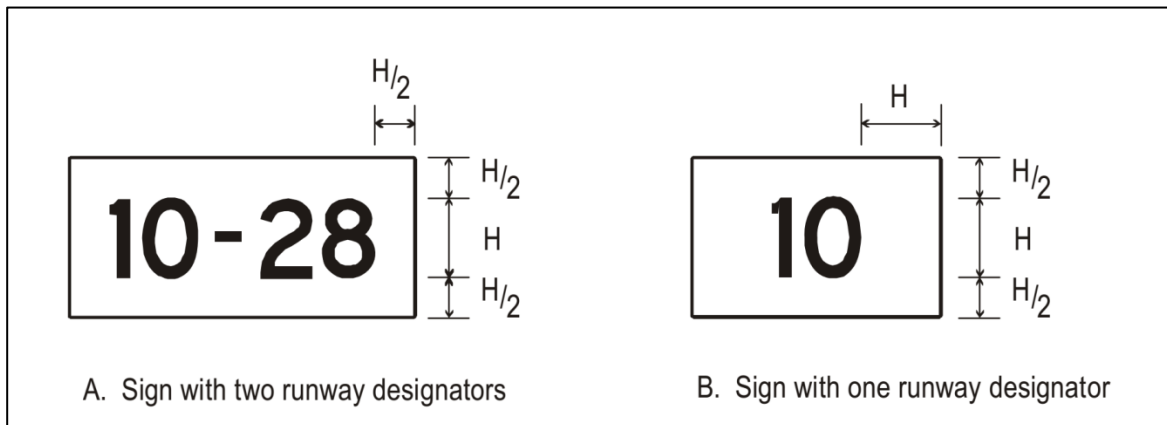 H/2
H
10-28
H/2
H
H/2
10
H/2
H
H/2
A. Sign with two runway designators
B. Sign with one runway designator